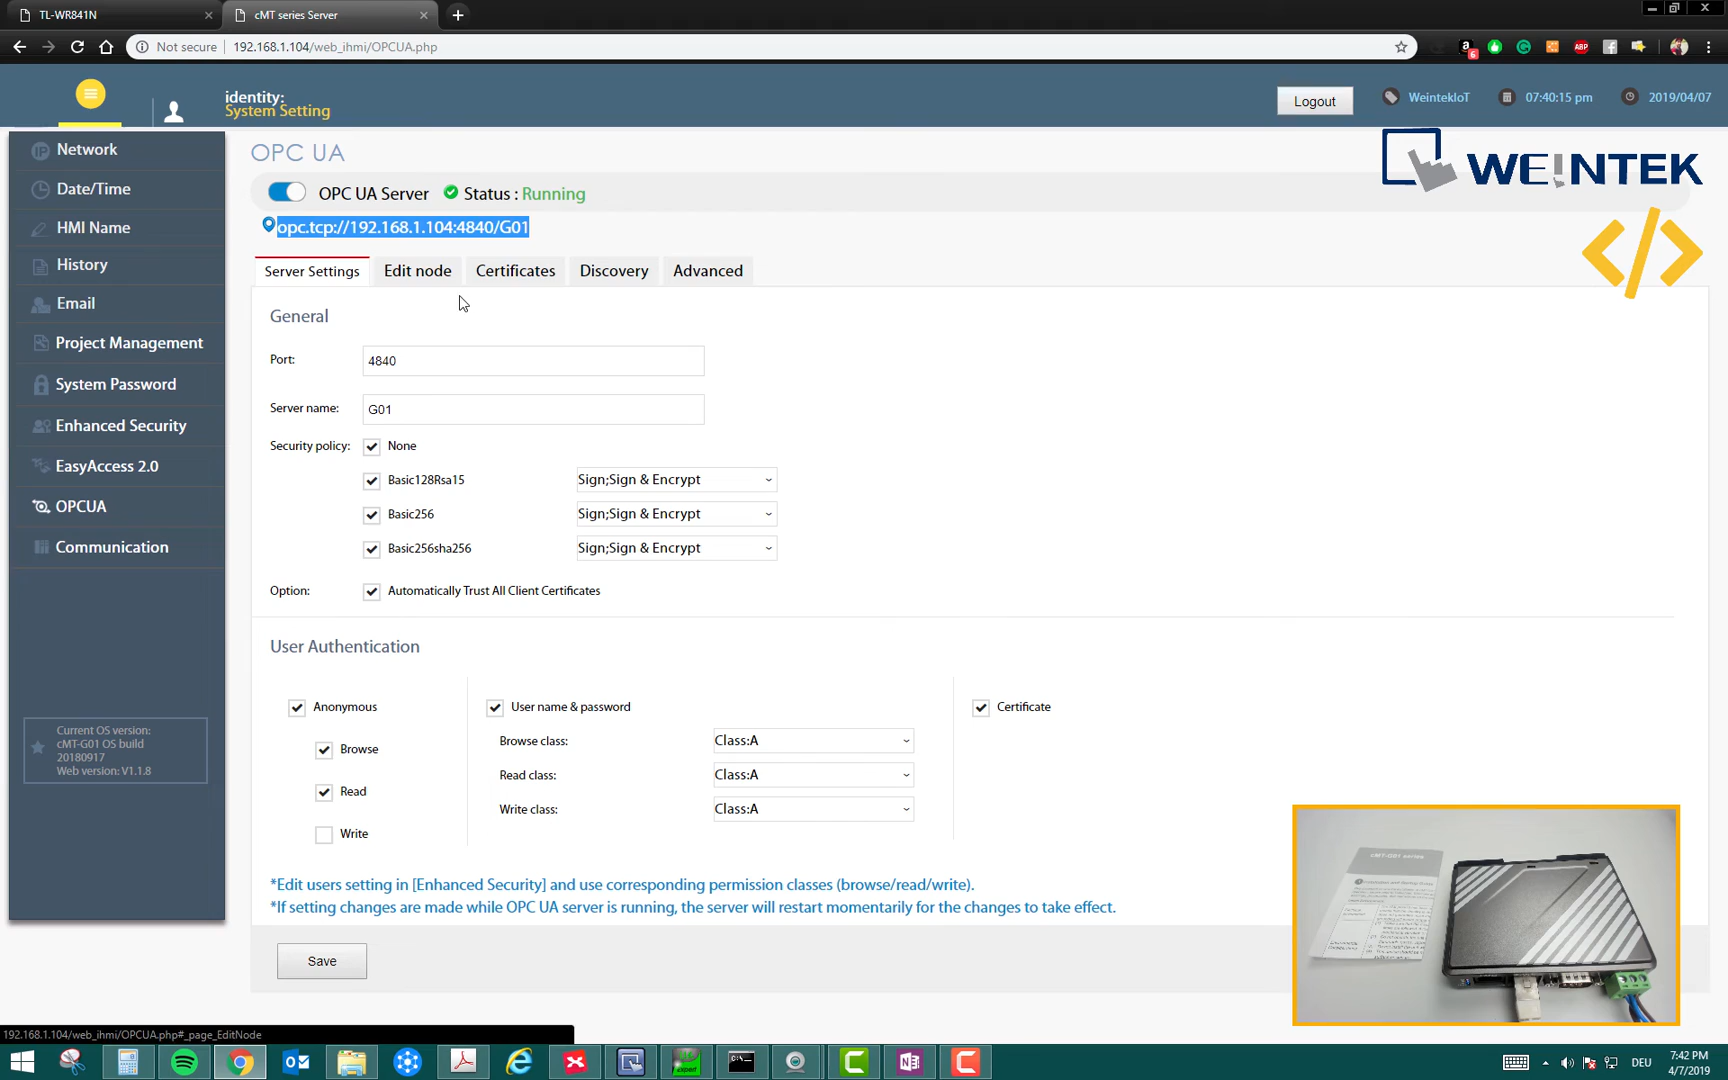 TL-WR841N
cMT series Server
Not secure
192.168.1.104/web_ihmi/OPCUA.php
identity:
System Setting
Logout
WeintekIoT
07:40:15 pm
2019/04/07
Network
Date/Time
HMI Name
History
Email
Project Management
System Password
Enhanced Security
EasyAccess 2.0
OPCUA
Communication
Current OS version:
cMT-G01 OS build
20180917
Web version: V1.1.8
OPC UA
OPC UA Server
Status : Running
opc.tcp://192.168.1.104:4840/G01
WE!NTEK
</>
Server Settings
Edit node
Certificates
Discovery
Advanced
General
Port:
4840
Server name:
G01
Security policy:
None
Basic128Rsa15
Sign;Sign & Encrypt
Basic256
Sign;Sign & Encrypt
Basic256sha256
Sign;Sign & Encrypt
Option:
Automatically Trust All Client Certificates
User Authentication
Anonymous
Browse
Read
Write
User name & password
Browse class:
Class:A
Read class:
Class:A
Write class:
Class:A
Certificate
*Edit users setting in [Enhanced Security] and use corresponding permission classes (browse/read/write).
*If setting changes are made while OPC UA server is running, the server will restart momentarily for the changes to take effect.
Save
cMT-G01 series
192.168.1.104/web_ihmi/OPCUA.php#_page_EditNode
DEU
7:42 PM
4/7/2019